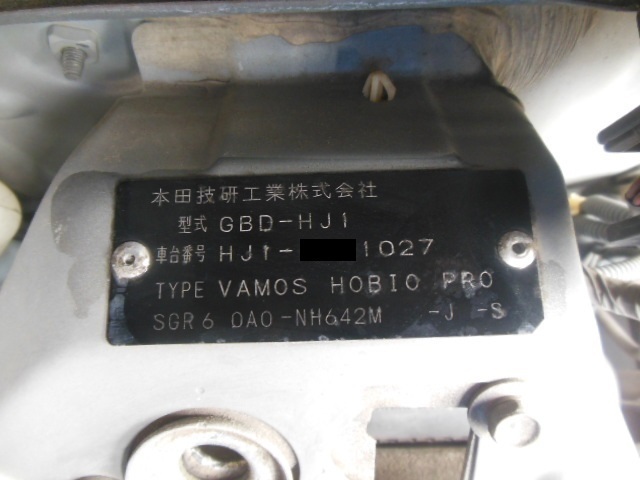 本田技研工業株式会社
型式 GBD-HJ1
車台番号 HJ1- 1027
TYPE VAMOS HOBIO PRO
SGR6 0A0-NH642M -J -S